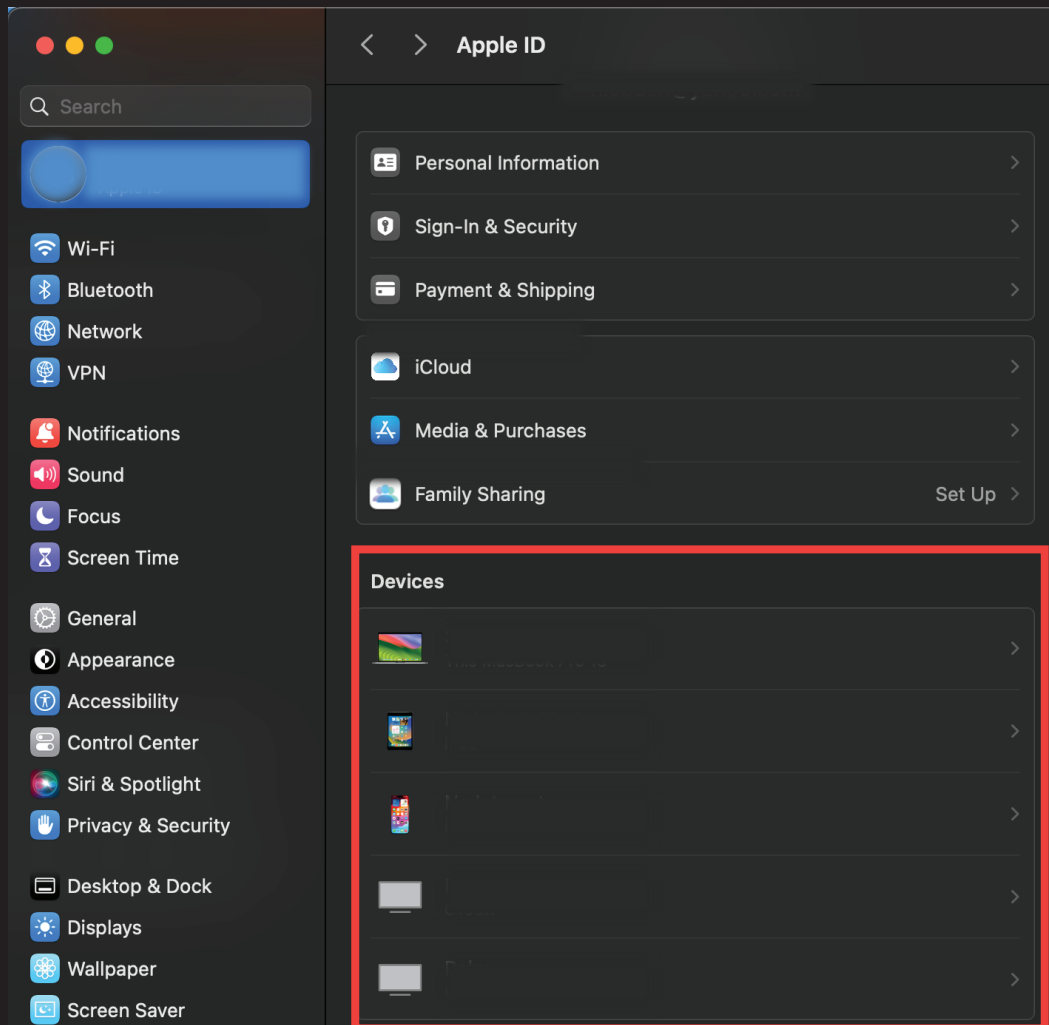 Apple ID
Search
Personal Information
Sign-In & Security
Payment & Shipping
Wi-Fi
Bluetooth
Network
VPN
iCloud
Media & Purchases
Family Sharing Set Up
Notifications
Sound
Focus
Screen Time
General
Appearance
Accessibility
Control Center
Siri & Spotlight
Privacy & Security
Desktop & Dock
Displays
Wallpaper
Screen Saver
Devices